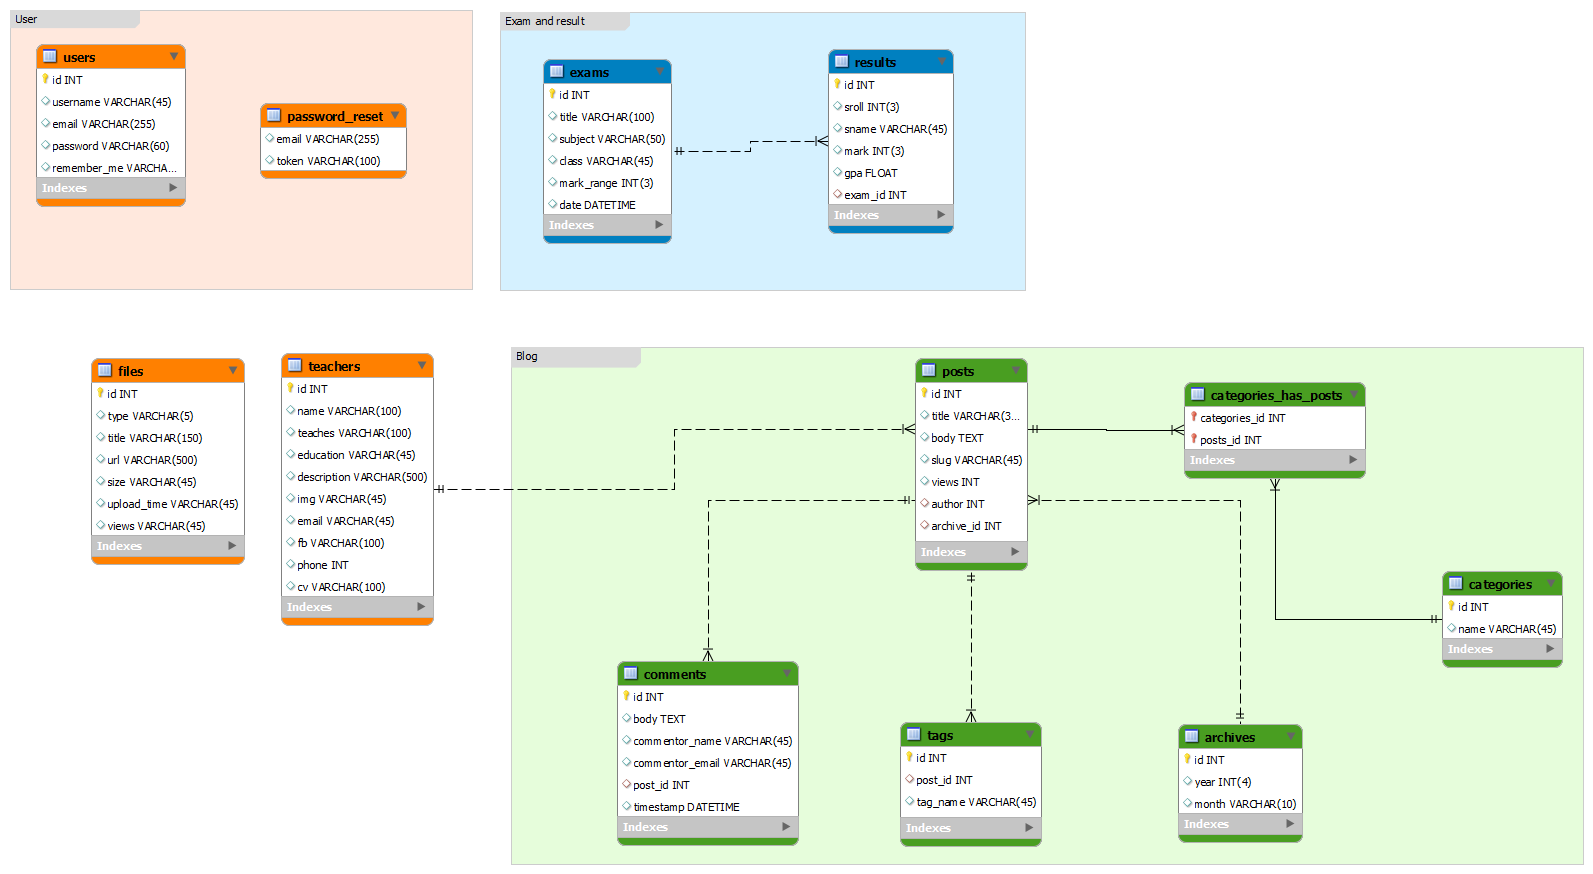 User
users
id INT
username VARCHAR(45)
email VARCHAR(255)
password VARCHAR(60)
remember_me VARCHA...
Indexes
password_reset
email VARCHAR(255)
token VARCHAR(100)
Exam and result
exams
id INT
title VARCHAR(100)
subject VARCHAR(50)
class VARCHAR(45)
mark_range INT(3)
date DATETIME
Indexes
results
id INT
sroll INT(3)
sname VARCHAR(45)
mark INT(3)
gpa FLOAT
exam_id INT
Indexes
files
id INT
type VARCHAR(5)
title VARCHAR(150)
url VARCHAR(500)
size VARCHAR(45)
upload_time VARCHAR(45)
views VARCHAR(45)
Indexes
teachers
id INT
name VARCHAR(100)
teaches VARCHAR(100)
education VARCHAR(45)
description VARCHAR(500)
img VARCHAR(45)
email VARCHAR(45)
fb VARCHAR(100)
phone INT
cv VARCHAR(100)
Indexes
Blog
posts
id INT
title VARCHAR(3...
body TEXT
slug VARCHAR(45)
views INT
author INT
archive_id INT
Indexes
categories_has_posts
categories_id INT
posts_id INT
Indexes
categories
id INT
name VARCHAR(45)
Indexes
comments
id INT
body TEXT
commentor_name VARCHAR(45)
commentor_email VARCHAR(45)
post_id INT
timestamp DATETIME
Indexes
tags
id INT
post_id INT
tag_name VARCHAR(45)
Indexes
archives
id INT
year INT(4)
month VARCHAR(10)
Indexes